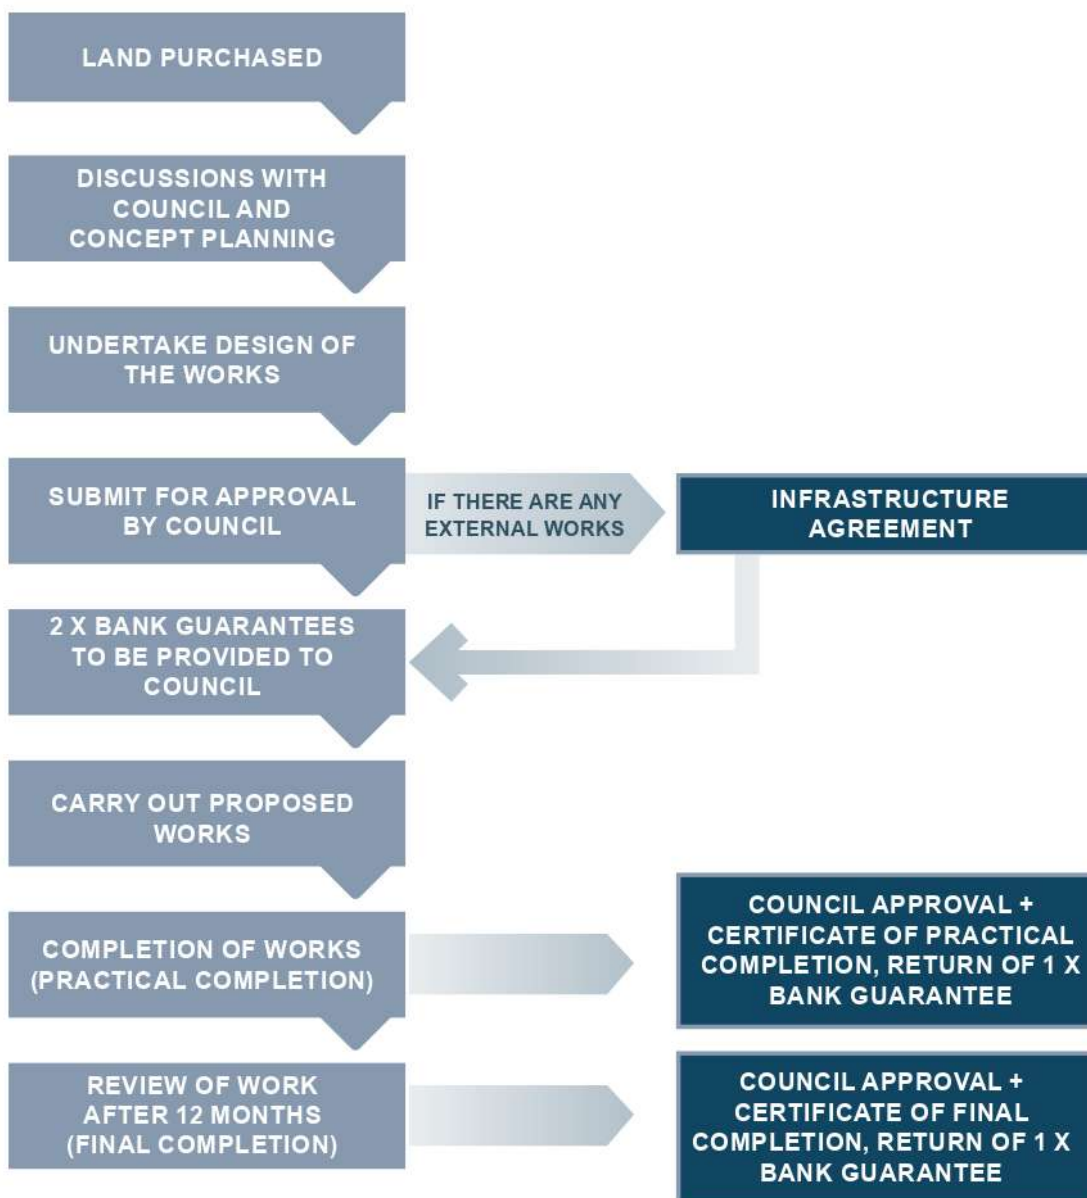 LAND PURCHASED
DISCUSSIONS WITH
COUNCIL AND
CONCEPT PLANNING
UNDERTAKE DESIGN OF
THE WORKS
SUBMIT FOR APPROVAL
BY COUNCIL
IF THERE ARE ANY
EXTERNAL WORKS
INFRASTRUCTURE
AGREEMENT
2 X BANK GUARANTEES
TO BE PROVIDED TO
COUNCIL
CARRY OUT PROPOSED
WORKS
COMPLETION OF WORKS
(PRACTICAL COMPLETION)
COUNCIL APPROVAL +
CERTIFICATE OF PRACTICAL
COMPLETION, RETURN OF 1 X
BANK GUARANTEE
REVIEW OF WORK
AFTER 12 MONTHS
(FINAL COMPLETION)
COUNCIL APPROVAL +
CERTIFICATE OF FINAL
COMPLETION, RETURN OF 1 X
BANK GUARANTEE